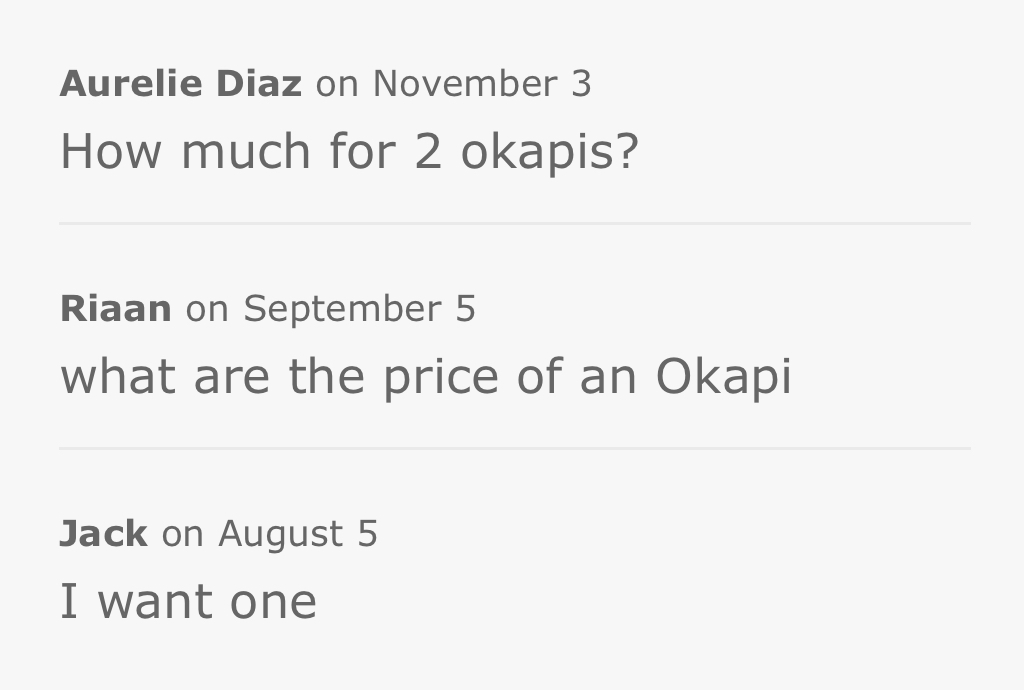 Aurelie Diaz on November 3
How much for 2 okapis?
Riaan on September 5
what are the price of an Okapi
Jack on August 5
I want one